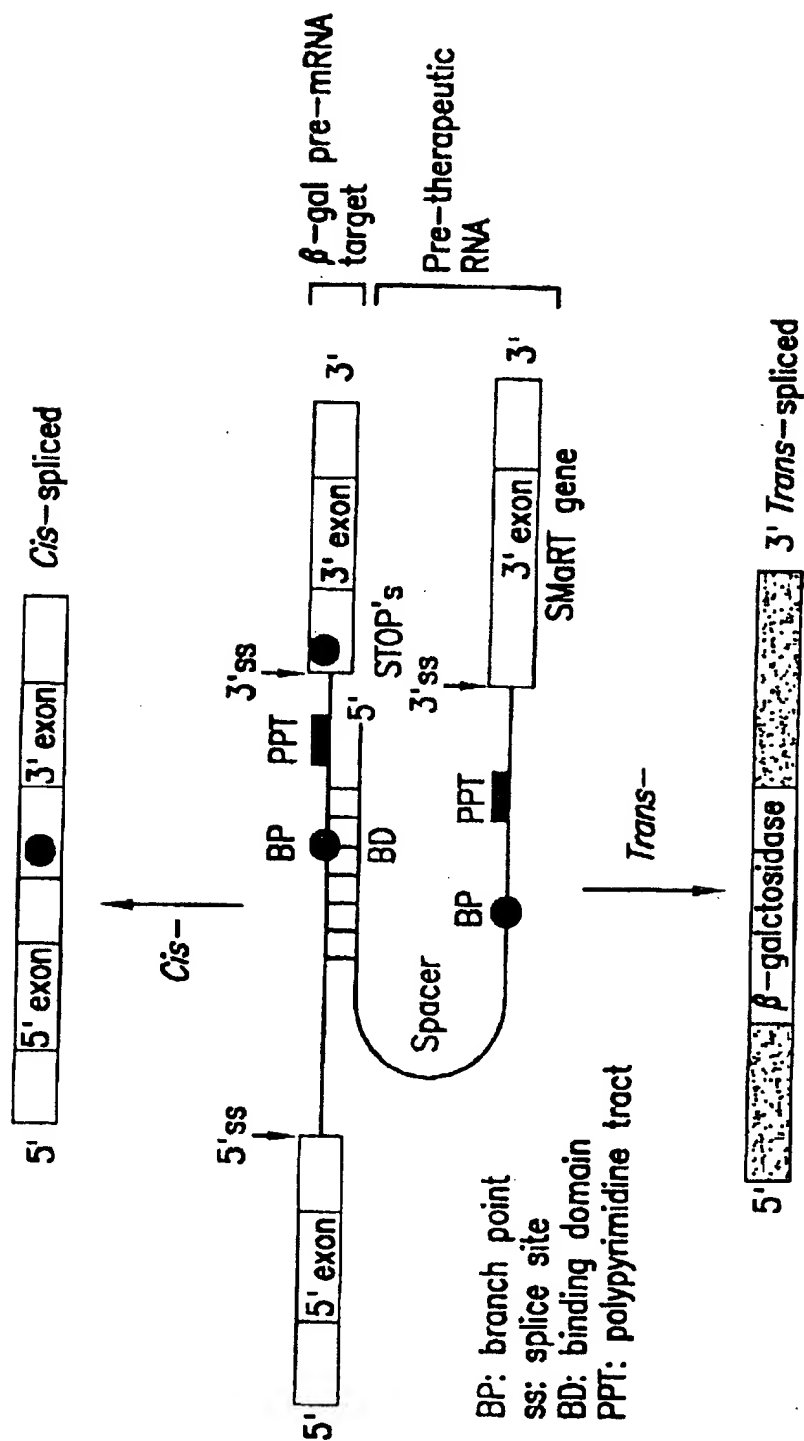 Cis-spliced
5' 5' exon 3' exon
Cis-
5'ss
BP
PPT
3'ss
β-gal pre-mRNA
target
5' 5' exon 3' exon 3'
STOP's
BD
5'
Pre-therapeutic
RNA
Spacer
BP
PPT
3'ss
3' exon 3'
SMaRT gene
BP: branch point
ss: splice site
BD: binding domain
PPT: polypyrimidine tract
Trans-
5' β-galctosidase 3' Trans-spliced